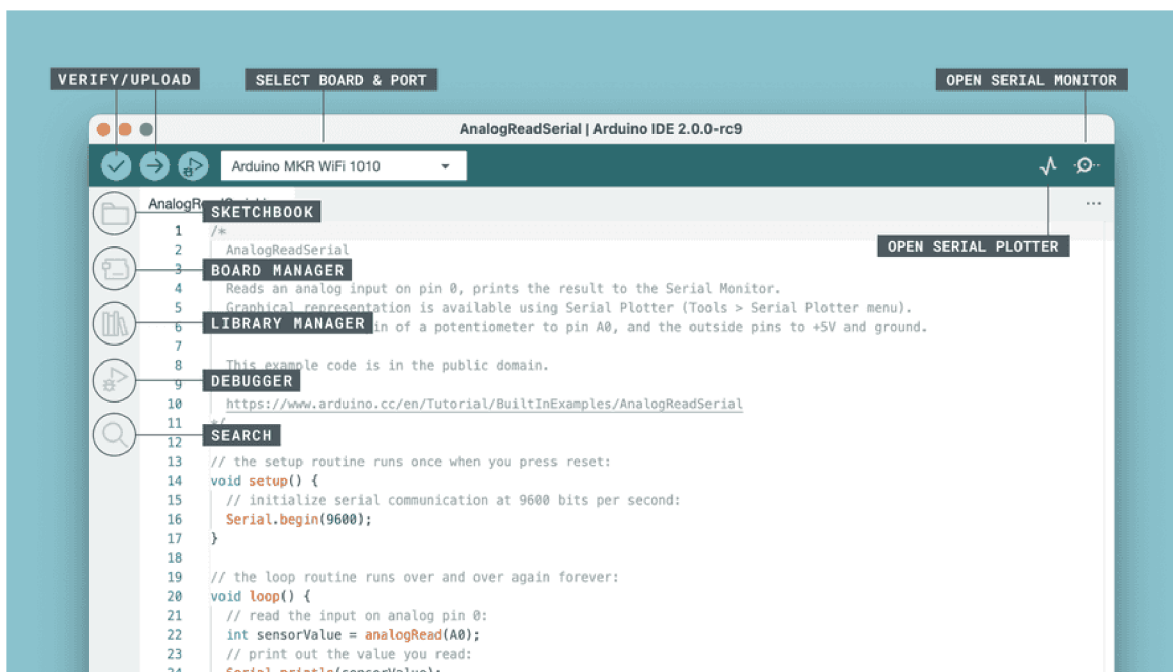 VERIFY/UPLOAD
SELECT BOARD & PORT
OPEN SERIAL MONITOR
AnalogReadSerial | Arduino IDE 2.0.0-rc9
Arduino MKR WiFi 1010
AnalogR
...
SKETCHBOOK
1 /*
2 AnalogReadSerial
OPEN SERIAL PLOTTER
3
BOARD MANAGER
4 Reads an analog input on pin 0, prints the result to the Serial Monitor.
5 Graphical representation is available using Serial Plotter (Tools > Serial Plotter menu).
LIBRARY MANAGER
6 in of a potentiometer to pin A0, and the outside pins to +5V and ground.
7
8 This example code is in the public domain.
DEBUGGER
9
10 https://www.arduino.cc/en/Tutorial/BuiltInExamples/AnalogReadSerial
11 */
SEARCH
12
13 // the setup routine runs once when you press reset:
14 void setup() {
15 // initialize serial communication at 9600 bits per second:
16 Serial.begin(9600);
17 }
18
19 // the loop routine runs over and over again forever:
20 void loop() {
21 // read the input on analog pin 0:
22 int sensorValue = analogRead(A0);
23 // print out the value you read:
24 Serial.println(sensorValue);